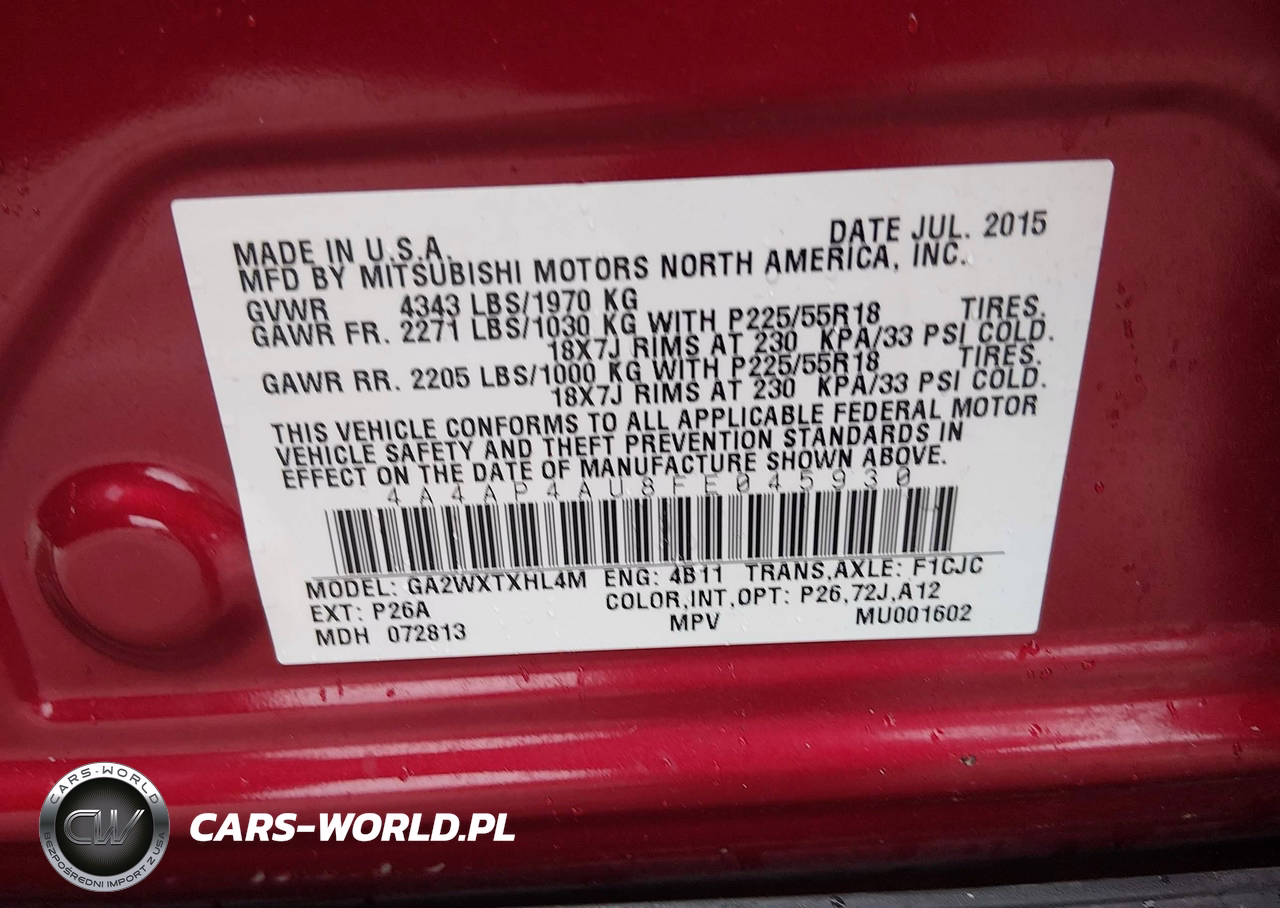 MADE IN U.S.A. DATE JUL. 2015
MFD BY MITSUBISHI MOTORS NORTH AMERICA, INC.
GVWR 4343 LBS/1970 KG
GAWR FR. 2271 LBS/1030 KG WITH P225/55R18 TIRES.
18X7J RIMS AT 230 KPA/33 PSI COLD.
GAWR RR. 2205 LBS/1000 KG WITH P225/55R18 TIRES.
18X7J RIMS AT 230 KPA/33 PSI COLD.
THIS VEHICLE CONFORMS TO ALL APPLICABLE FEDERAL MOTOR
VEHICLE SAFETY AND THEFT PREVENTION STANDARDS IN
EFFECT ON THE DATE OF MANUFACTURE SHOWN ABOVE.
4A4AP4AU8FE045930
MODEL: GA2WXTXHL4M ENG: 4B11 TRANS,AXLE: F1CJC
EXT: P26A COLOR,INT,OPT: P26,72J,A12
MDH 072813 MPV MU001602
CARS-WORLD
CW
BEZPOŚREDNI IMPORT Z USA
CARS-WORLD.PL